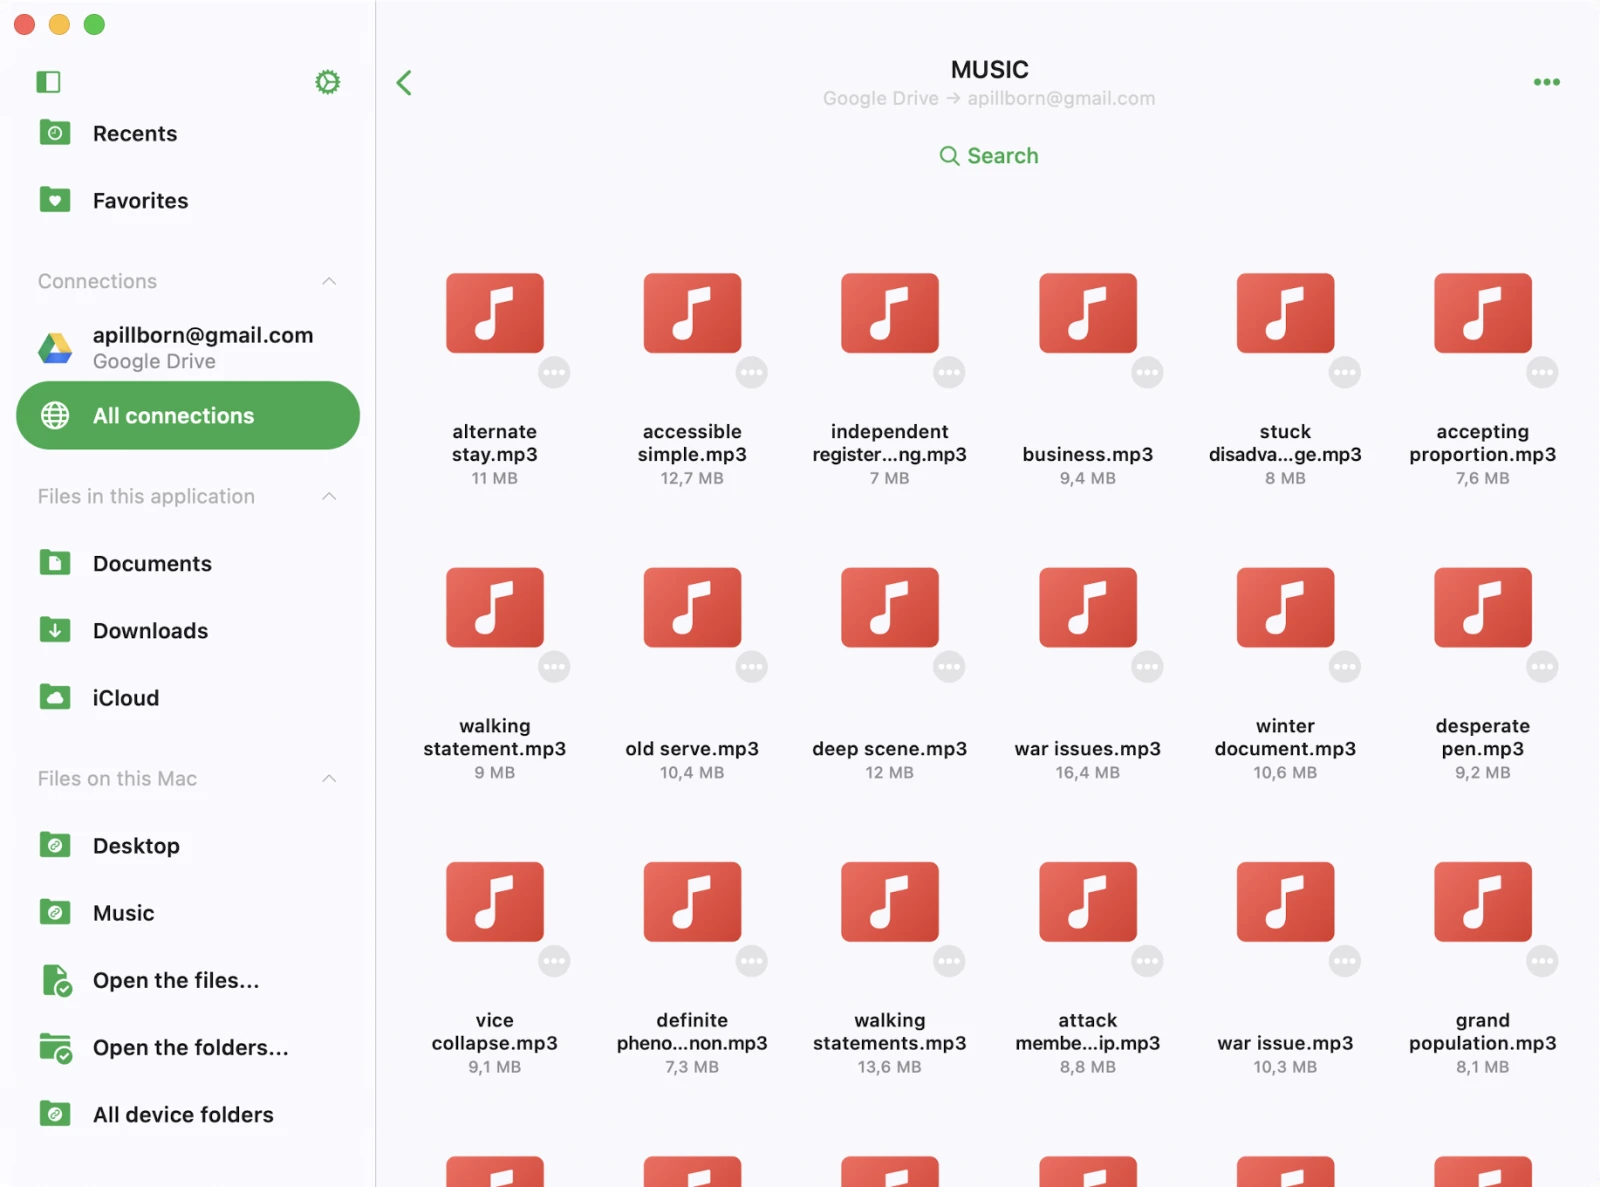 Recents
Favorites
Connections
apillborn@gmail.com
Google Drive
All connections
Files in this application
Documents
Downloads
iCloud
Files on this Mac
Desktop
Music
Open the files...
Open the folders...
All device folders
MUSIC
Google Drive → apillborn@gmail.com
Search
alternate
stay.mp3
11 MB
accessible
simple.mp3
12,7 MB
independent
register...ng.mp3
7 MB
business.mp3
9,4 MB
stuck
disadva...ge.mp3
8 MB
accepting
proportion.mp3
7,6 MB
walking
statement.mp3
9 MB
old serve.mp3
10,4 MB
deep scene.mp3
12 MB
war issues.mp3
16,4 MB
winter
document.mp3
10,6 MB
desperate
pen.mp3
9,2 MB
vice
collapse.mp3
9,1 MB
definite
pheno...non.mp3
7,3 MB
walking
statements.mp3
13,6 MB
attack
membe...ip.mp3
8,8 MB
war issue.mp3
10,3 MB
grand
population.mp3
8,1 MB